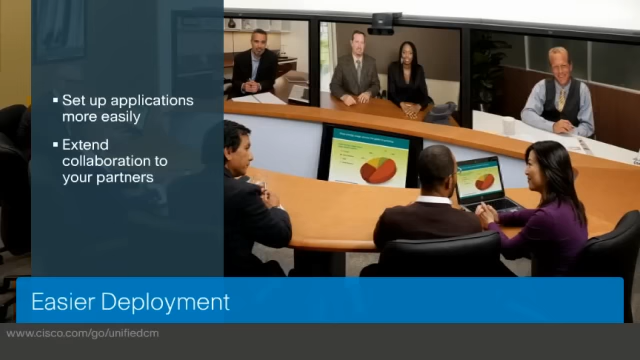 ▪ Set up applications
more easily
▪ Extend
collaboration to
your partners
Easier Deployment
www.cisco.com/go/unifiedcm